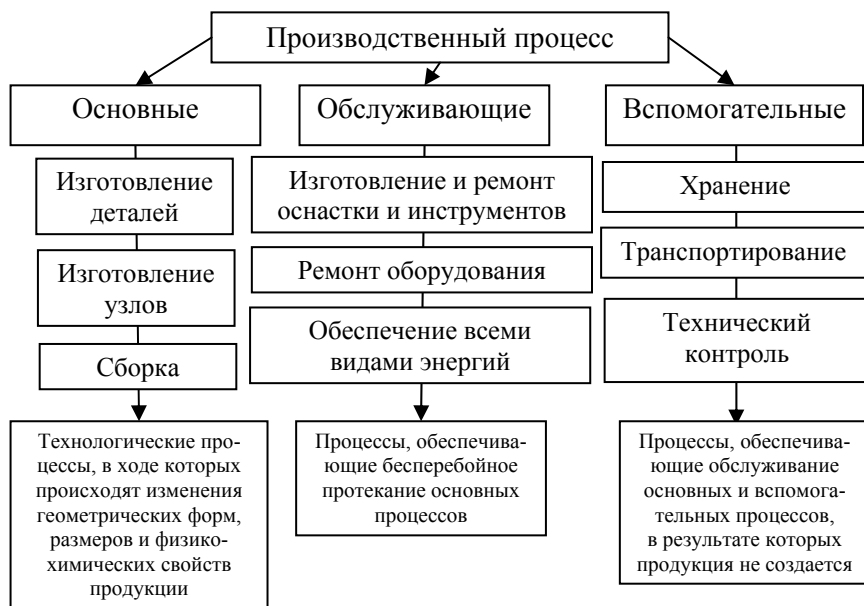 Производственный процесс
Основные
Обслуживающие
Вспомогательные
Изготовление
деталей
Изготовление
узлов
Сборка
Технологические про-
цессы, в ходе которых
происходят изменения
геометрических форм,
размеров и физико-
химических свойств
продукции
Изготовление и ремонт
оснастки и инструментов
Ремонт оборудования
Обеспечение всеми
видами энергий
Процессы, обеспечива-
ющие бесперебойное
протекание основных
процессов
Хранение
Транспортирование
Технический
контроль
Процессы, обеспечива-
ющие обслуживание
основных и вспомога-
тельных процессов,
в результате которых
продукция не создается